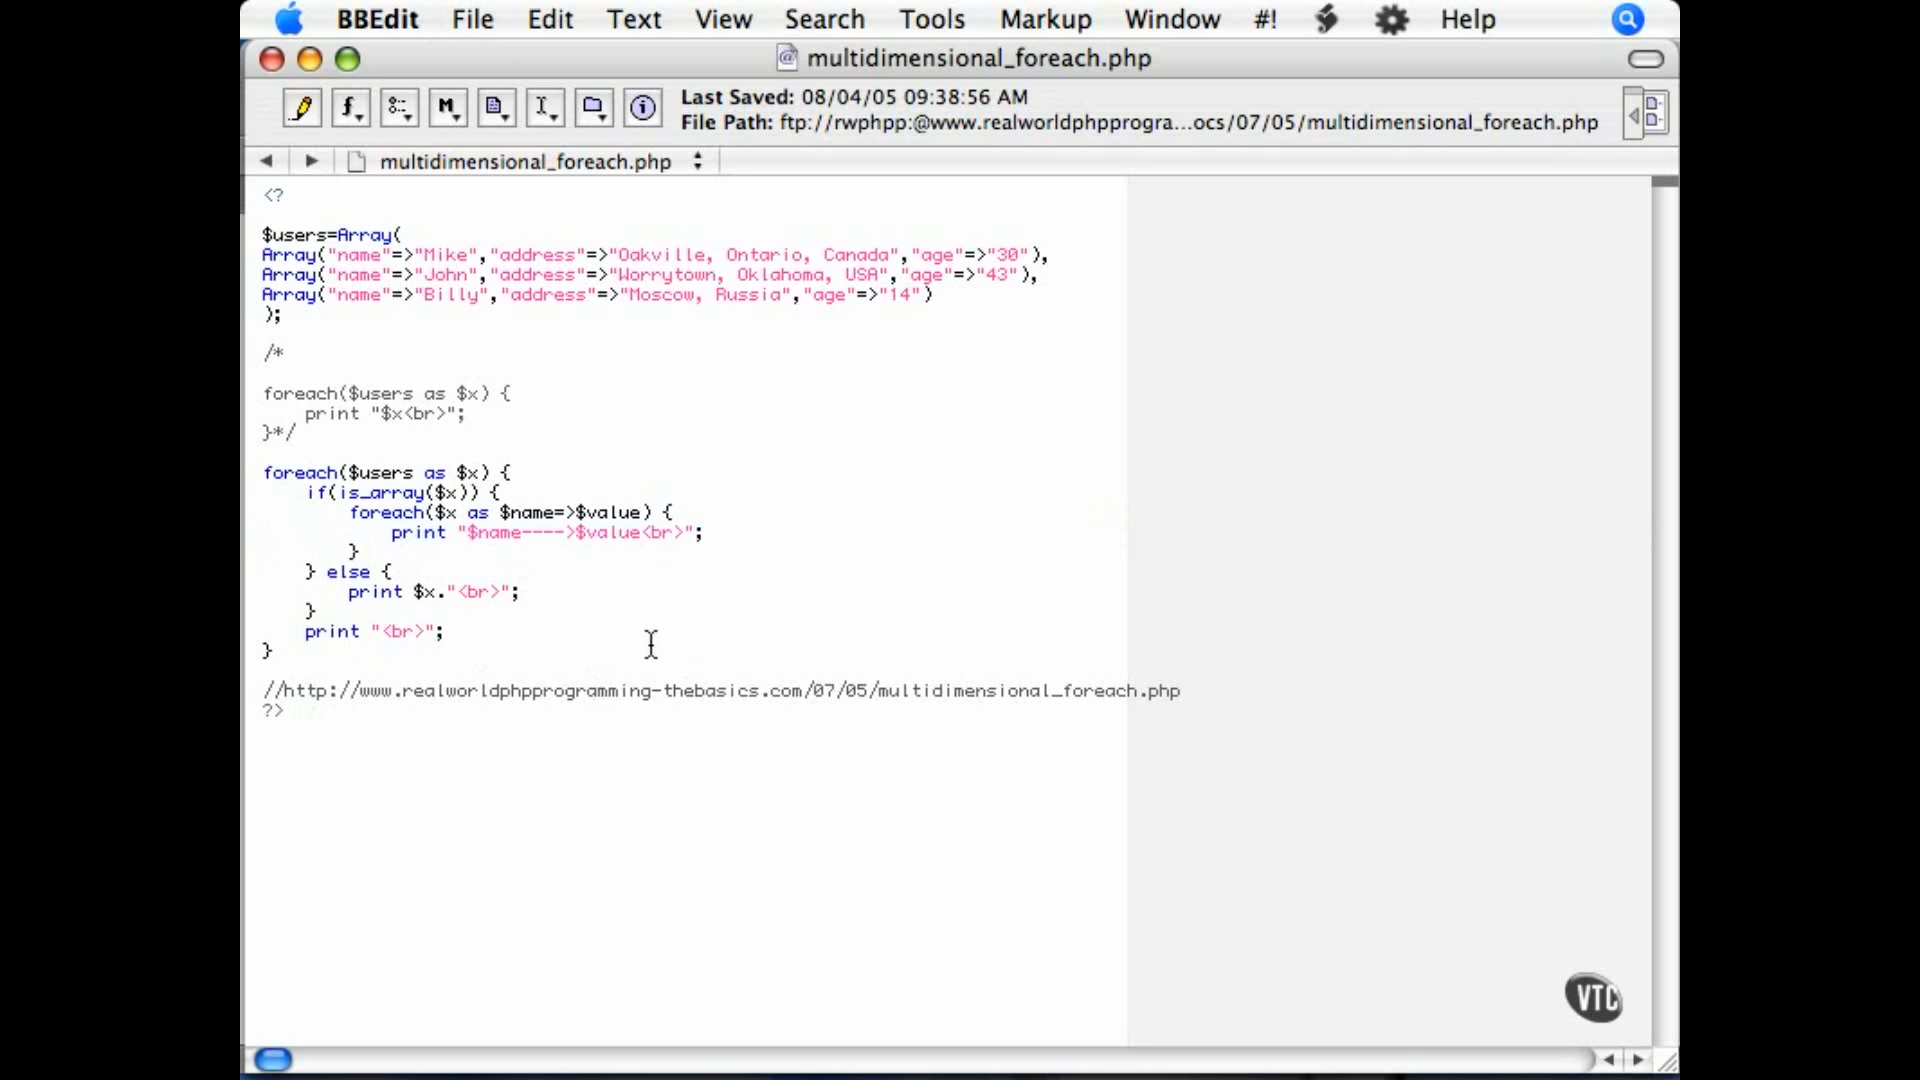 BBEdit File Edit Text View Search Tools Markup Window #! Help
multidimensional_foreach.php
Last Saved: 08/04/05 09:38:56 AM
File Path: ftp://rwphpp:@www.realworldphpprogra...ocs/07/05/multidimensional_foreach.php
multidimensional_foreach.php
<?
$users=Array(
Array("name"=>"Mike","address"=>"Oakville, Ontario, Canada","age"=>"30"),
Array("name"=>"John","address"=>"Worrytown, Oklahoma, USA","age"=>"43"),
Array("name"=>"Billy","address"=>"Moscow, Russia","age"=>"14")
);
/*
foreach($users as $x) {
    print "$x<br>";
}*/
foreach($users as $x) {
    if(is_array($x)) {
        foreach($x as $name=>$value) {
            print "$name---->$value<br>";
        }
    } else {
        print $x."<br>";
    }
    print "<br>";
}
//http://www.realworldphpprogramming-thebasics.com/07/05/multidimensional_foreach.php
?>
VTC